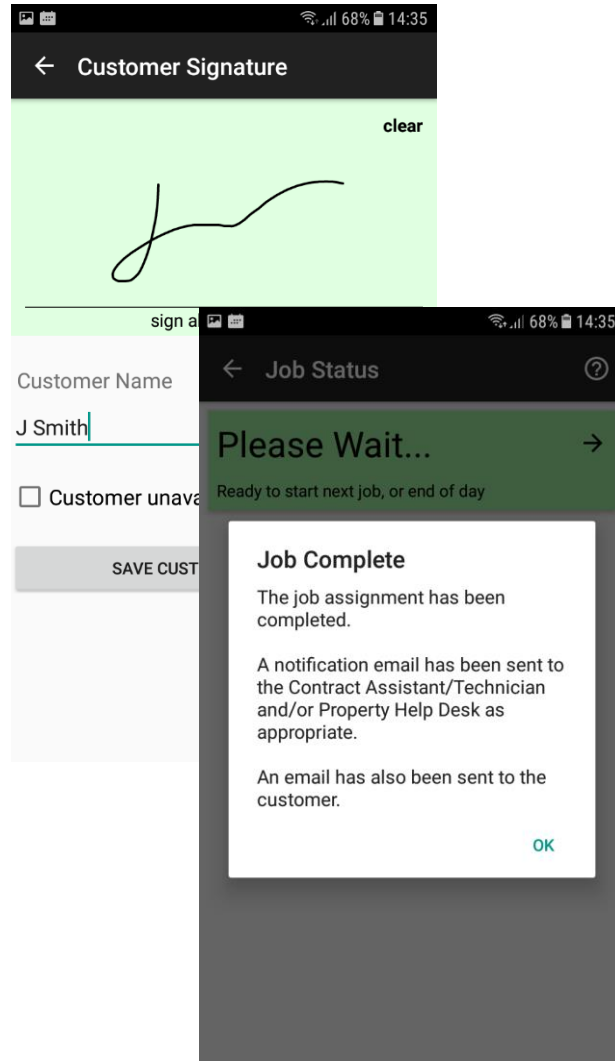 68% 14:35
Customer Signature
clear
sign a
Customer Name
J Smith
Customer unava
SAVE CUST
68% 14:35
Job Status
Please Wait...
Ready to start next job, or end of day
Job Complete
The job assignment has been
completed.
A notification email has been sent to
the Contract Assistant/Technician
and/or Property Help Desk as
appropriate.
An email has also been sent to the
customer.
OK